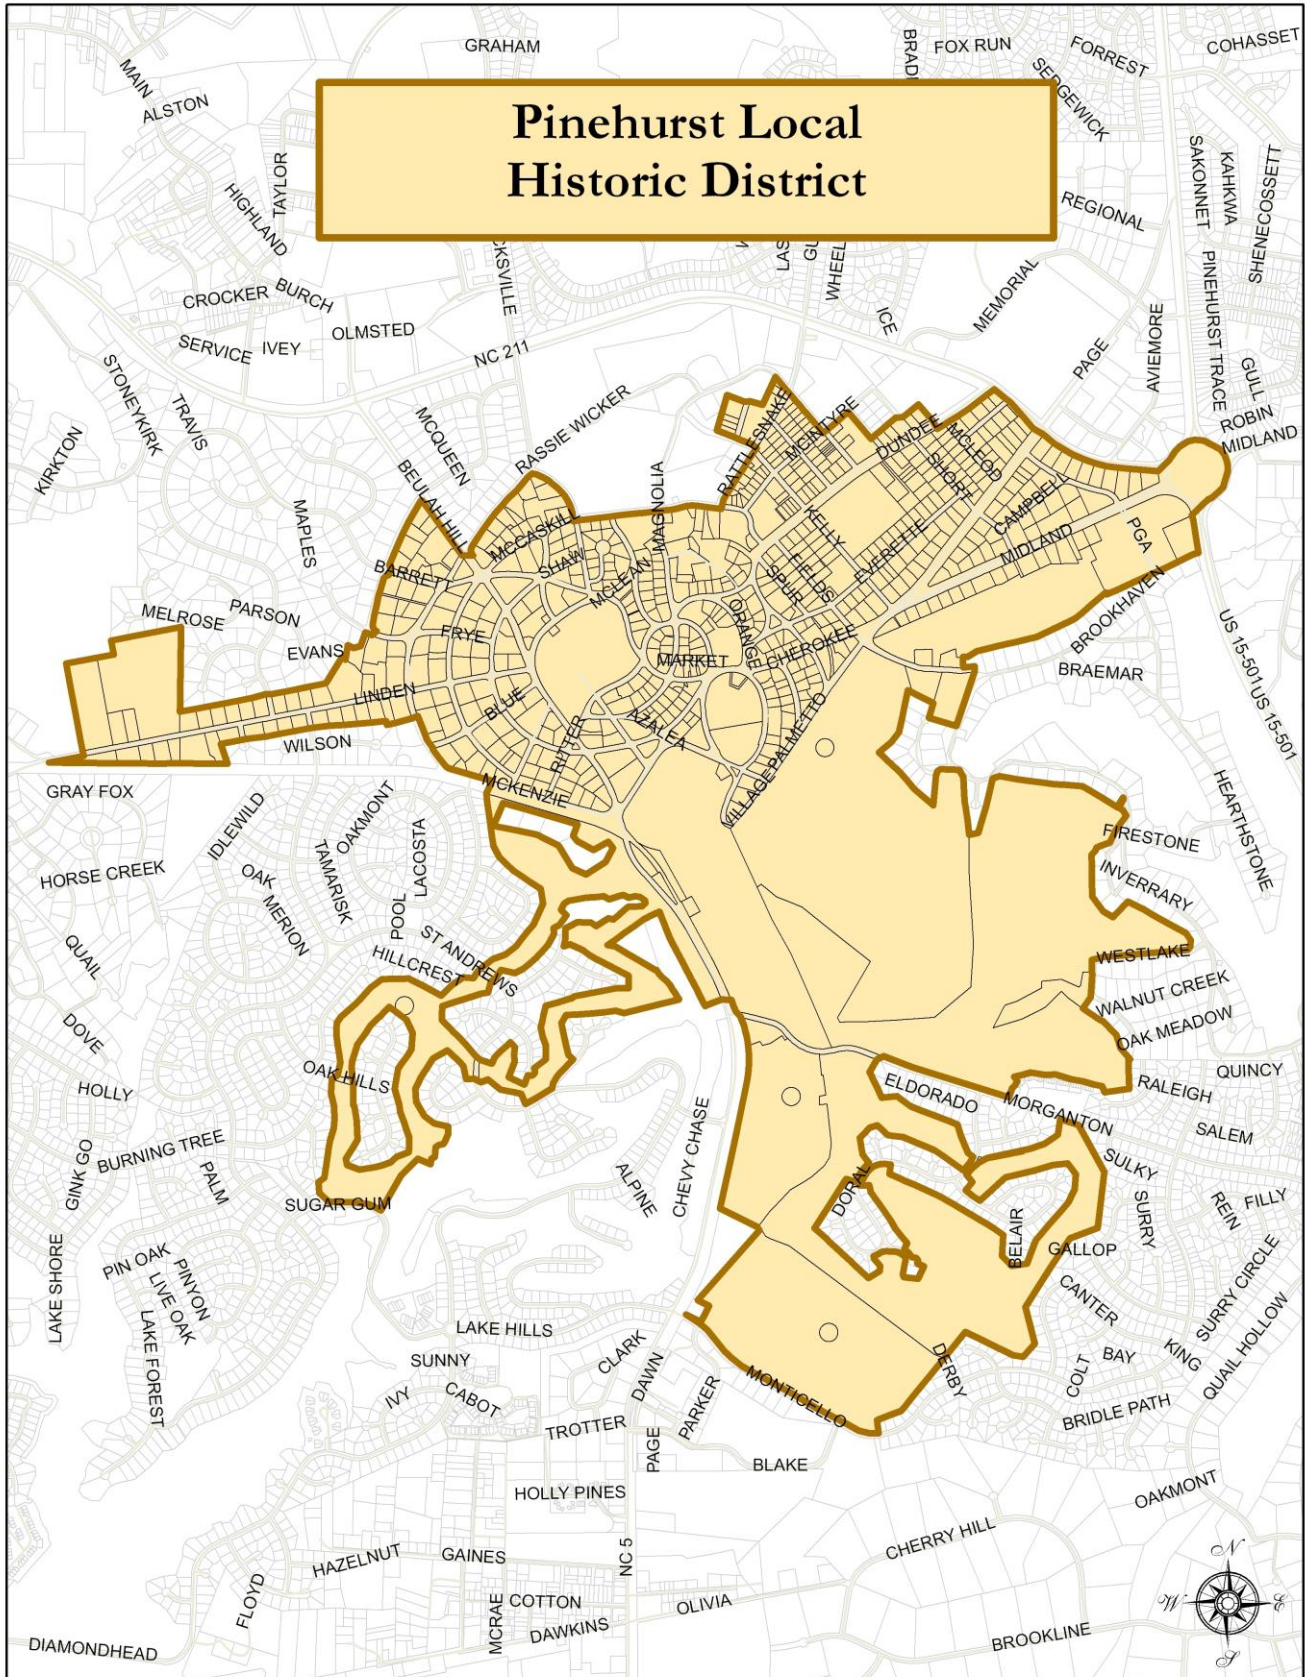 GRAHAM
FOX RUN
FORREST
COHASSET
MAIN
ALSTON
SEDGEWICK
Pinehurst Local
Historic District
TAYLOR
HIGHLAND
SAKONNET
KAHKWA
SHENECOSSETT
REGIONAL
CROCKER
BURCH
WHEEL
ICE
MEMORIAL
PINEHURST TRACE
SERVICE
IVEY
OLMSTED
NC 211
PAGE
AVIEMORE
GULL
ROBIN
MIDLAND
STONEYKIRK
TRAVIS
MCQUEEN
RASSIE WICKER
RATTLESNAKE
MCINTYRE
DUNDEE
MCLEOD
SHORT
KIRKTON
BEULAH HILL
MAGNOLIA
MAPLES
MCCASKILL
KELLY
CAMPBELL
MIDLAND
PGA
BARRETT
SHAW
MCLEAN
FIELDS
SPUR
EVERETTE
MELROSE
PARSON
EVANS
FRYE
ORANGE
MARKET
CHEROKEE
BROOKHAVEN
BRAEMAR
US 15-501
US 15-501
LINDEN
BLUE
RITTER
AZALEA
VILLAGE
PALMETTO
WILSON
MCKENZIE
GRAY FOX
HEARTHSTONE
IDLEWILD
OAKMONT
LACOSTA
TAMARISK
FIRESTONE
INVERRARY
HORSE CREEK
OAK
MERION
POOL
ST ANDREWS
HILLCREST
QUAIL
WESTLAKE
WALNUT CREEK
DOVE
OAK MEADOW
OAK HILLS
HOLLY
ELDORADO
RALEIGH
QUINCY
MORGANTON
SALEM
GINK GO
BURNING TREE
PALM
CHEVY CHASE
SULKY
ALPINE
DORAL
SURRY
REIN
FILLY
SUGAR GUM
BELAIR
GALLOP
LAKE SHORE
PIN OAK
PINYON
LIVE OAK
LAKE FOREST
CANTER
SURRY CIRCLE
LAKE HILLS
CLARK
SUNNY
IVY
CABOT
DAWN
PARKER
MONTICELLO
DERBY
COLT
BAY
KING
QUAIL HOLLOW
BRIDLE PATH
TROTTER
PAGE
BLAKE
OAKMONT
HOLLY PINES
CHERRY HILL
HAZELNUT
GAINES
NC 5
FLOYD
MCRAE
COTTON
OLIVIA
DAWKINS
DIAMONDHEAD
BROOKLINE
N
W
E
S